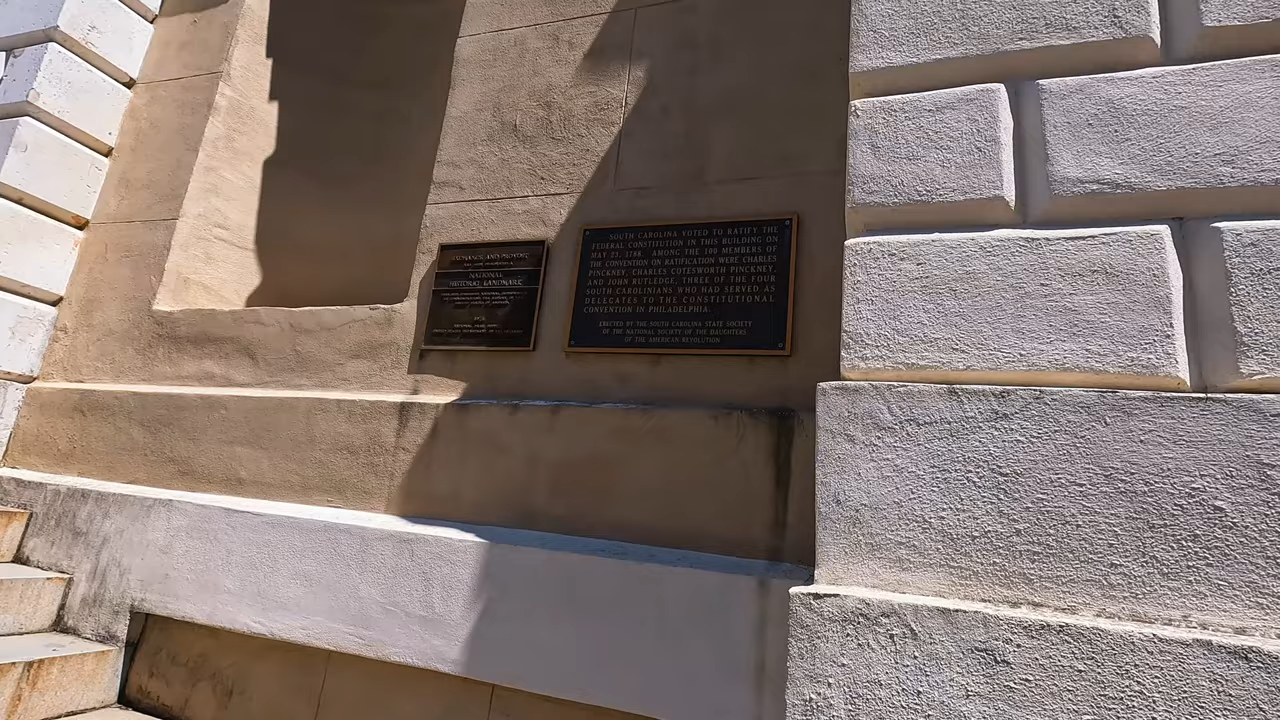 EXCHANGE AND PROVOST
NATIONAL
HISTORIC LANDMARK
SOUTH CAROLINA VOTED TO RATIFY THE
FEDERAL CONSTITUTION IN THIS BUILDING ON
MAY 23, 1788. AMONG THE 100 MEMBERS OF
THE CONVENTION ON RATIFICATION WERE CHARLES
PINCKNEY, CHARLES COTESWORTH PINCKNEY,
AND JOHN RUTLEDGE, THREE OF THE FOUR
SOUTH CAROLINIANS WHO HAD SERVED AS
DELEGATES TO THE CONSTITUTIONAL
CONVENTION IN PHILADELPHIA.
ERECTED BY THE SOUTH CAROLINA STATE SOCIETY
OF THE NATIONAL SOCIETY OF THE DAUGHTERS
OF THE AMERICAN REVOLUTION